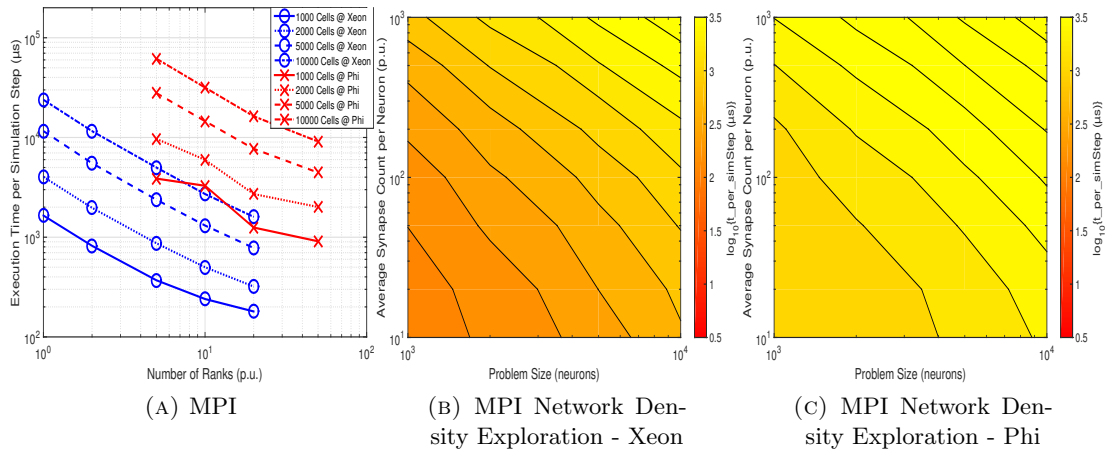 1000 Cells @ Xeon
2000 Cells @ Xeon
5000 Cells @ Xeon
10000 Cells @ Xeon
1000 Cells @ Phi
2000 Cells @ Phi
5000 Cells @ Phi
10000 Cells @ Phi
Execution Time per Simulation Step (µs)
10^5
10^4
10^3
10^2
10^0
10^1
10^2
Number of Ranks (p.u.)
(A) MPI
Average Synapse Count per Neuron (p.u.)
10^3
10^2
10^1
10^3
10^4
Problem Size (neurons)
3.5
3
2.5
2
1.5
1
0.5
log10{t_per_simStep (µs)}
(B) MPI Network Den-
sity Exploration - Xeon
Average Synapse Count per Neuron (p.u.)
10^3
10^2
10^1
10^3
10^4
Problem Size (neurons)
3.5
3
2.5
2
1.5
1
0.5
log10{t_per_simStep (µs)}
(C) MPI Network Den-
sity Exploration - Phi